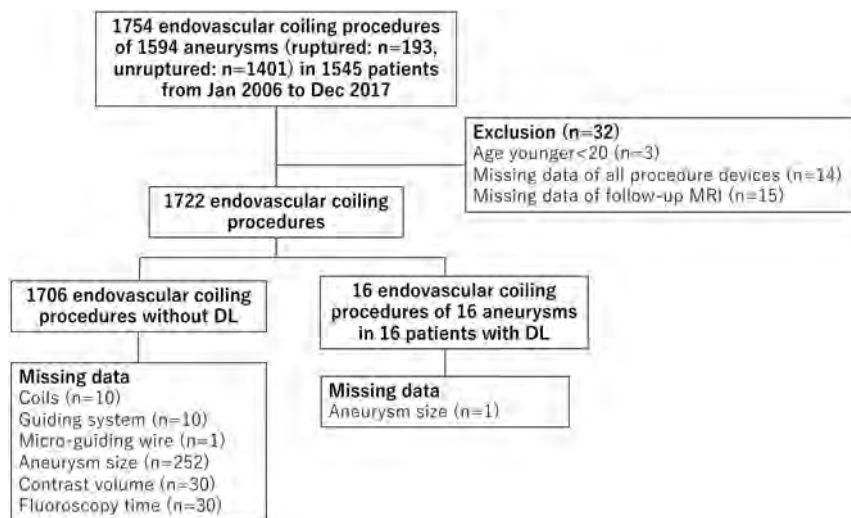 1754 endovascular coiling procedures
of 1594 aneurysms (ruptured: n=193,
unruptured: n=1401) in 1545 patients
from Jan 2006 to Dec 2017
Exclusion (n=32)
Age younger<20 (n=3)
Missing data of all procedure devices (n=14)
Missing data of follow-up MRI (n=15)
1722 endovascular coiling
procedures
1706 endovascular coiling
procedures without DL
16 endovascular coiling
procedures of 16 aneurysms
in 16 patients with DL
Missing data
Coils (n=10)
Guiding system (n=10)
Micro-guiding wire (n=1)
Aneurysm size (n=252)
Contrast volume (n=30)
Fluoroscopy time (n=30)
Missing data
Aneurysm size (n=1)